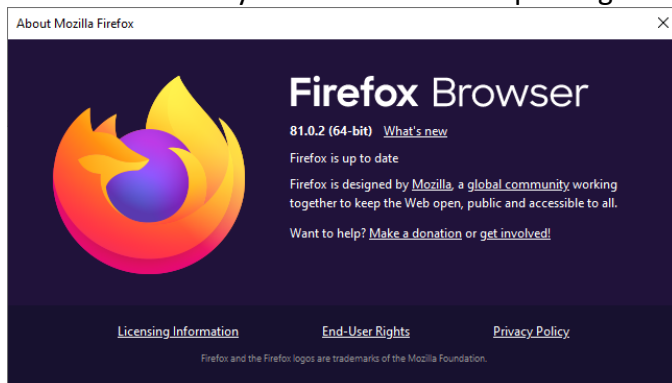 About Mozilla Firefox
Firefox Browser
81.0.2 (64-bit) What's new
Firefox is up to date
Firefox is designed by Mozilla, a global community working
together to keep the Web open, public and accessible to all.
Want to help? Make a donation or get involved!
Licensing Information End-User Rights Privacy Policy
Firefox and the Firefox logos are trademarks of the Mozilla Foundation.